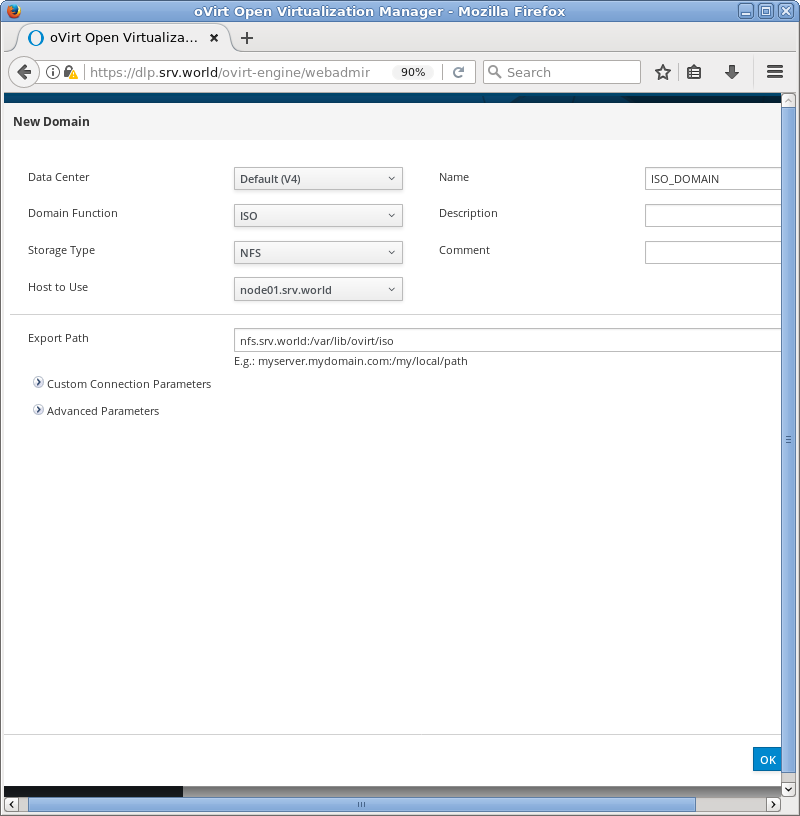 oVirt Open Virtualization Manager - Mozilla Firefox
oVirt Open Virtualiza...
https://dlp.srv.world/ovirt-engine/webadmir 90% Search
New Domain
Data Center Default (V4) Name ISO_DOMAIN
Domain Function ISO Description
Storage Type NFS Comment
Host to Use node01.srv.world
Export Path nfs.srv.world:/var/lib/ovirt/iso
E.g.: myserver.mydomain.com:/my/local/path
Custom Connection Parameters
Advanced Parameters
OK